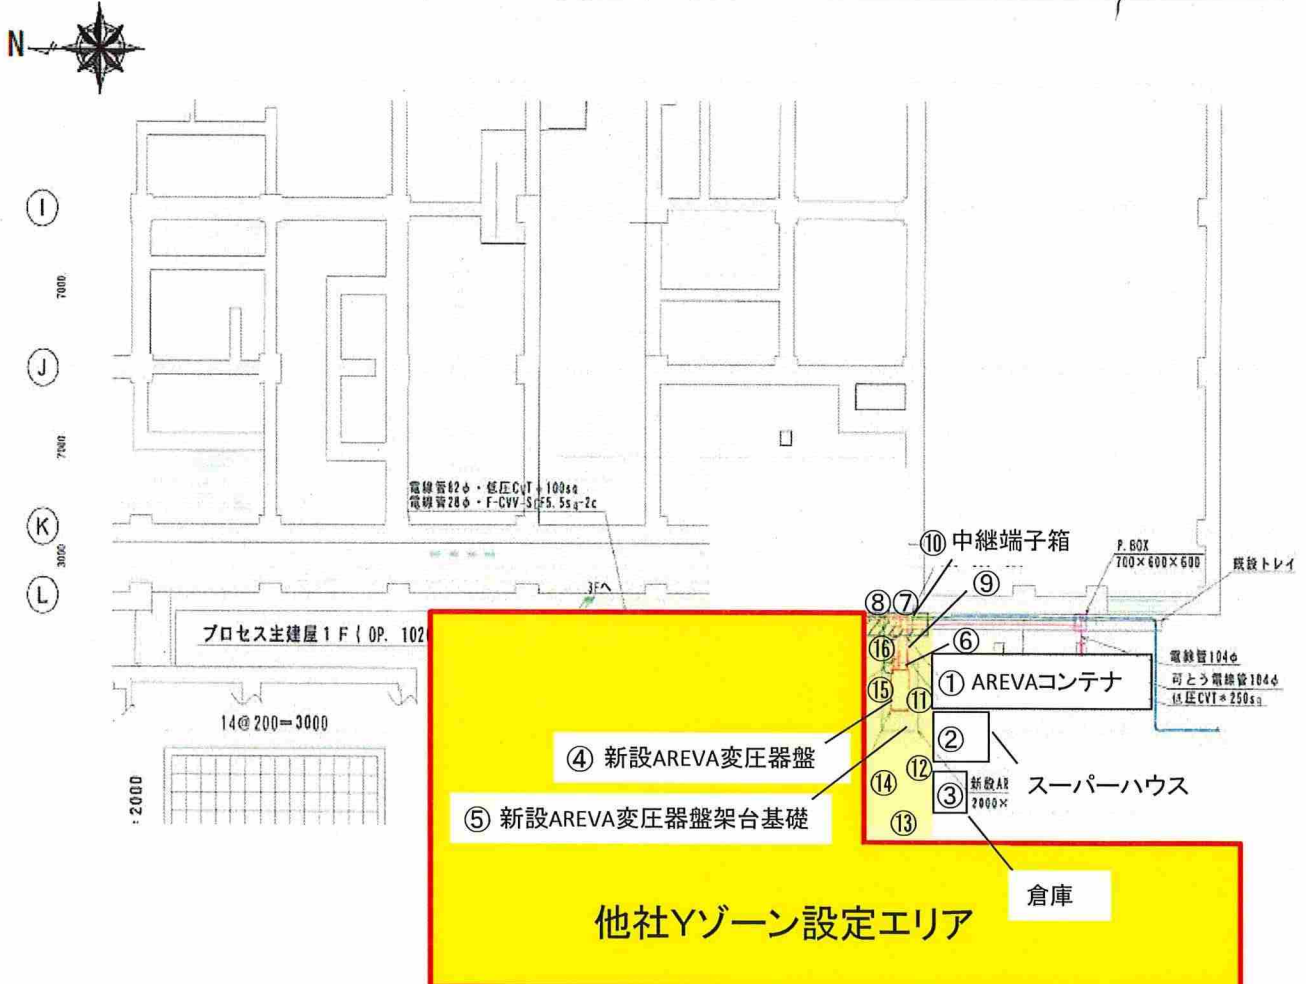 N
I
7000
J
7000
電線管82φ・低圧CVT*100sq
電線管28φ・F-CVV-S 5.5sq-2c
K
3000
L
3Fへ
⑩ 中継端子箱
P.BOX
700×600×600
既設トレイ
⑨
⑧ ⑦
⑯
⑥
⑮
⑪
① AREVAコンテナ
電線管104φ
可とう電線管104φ
低圧CVT*250sq
プロセス主建屋1F(OP. 102
14@200=3000
2000
④ 新設AREVA変圧器盤
②
スーパーハウス
⑫
⑭
③
新設AR
2000×
⑤ 新設AREVA変圧器盤架台基礎
⑬
倉庫
他社Yゾーン設定エリア